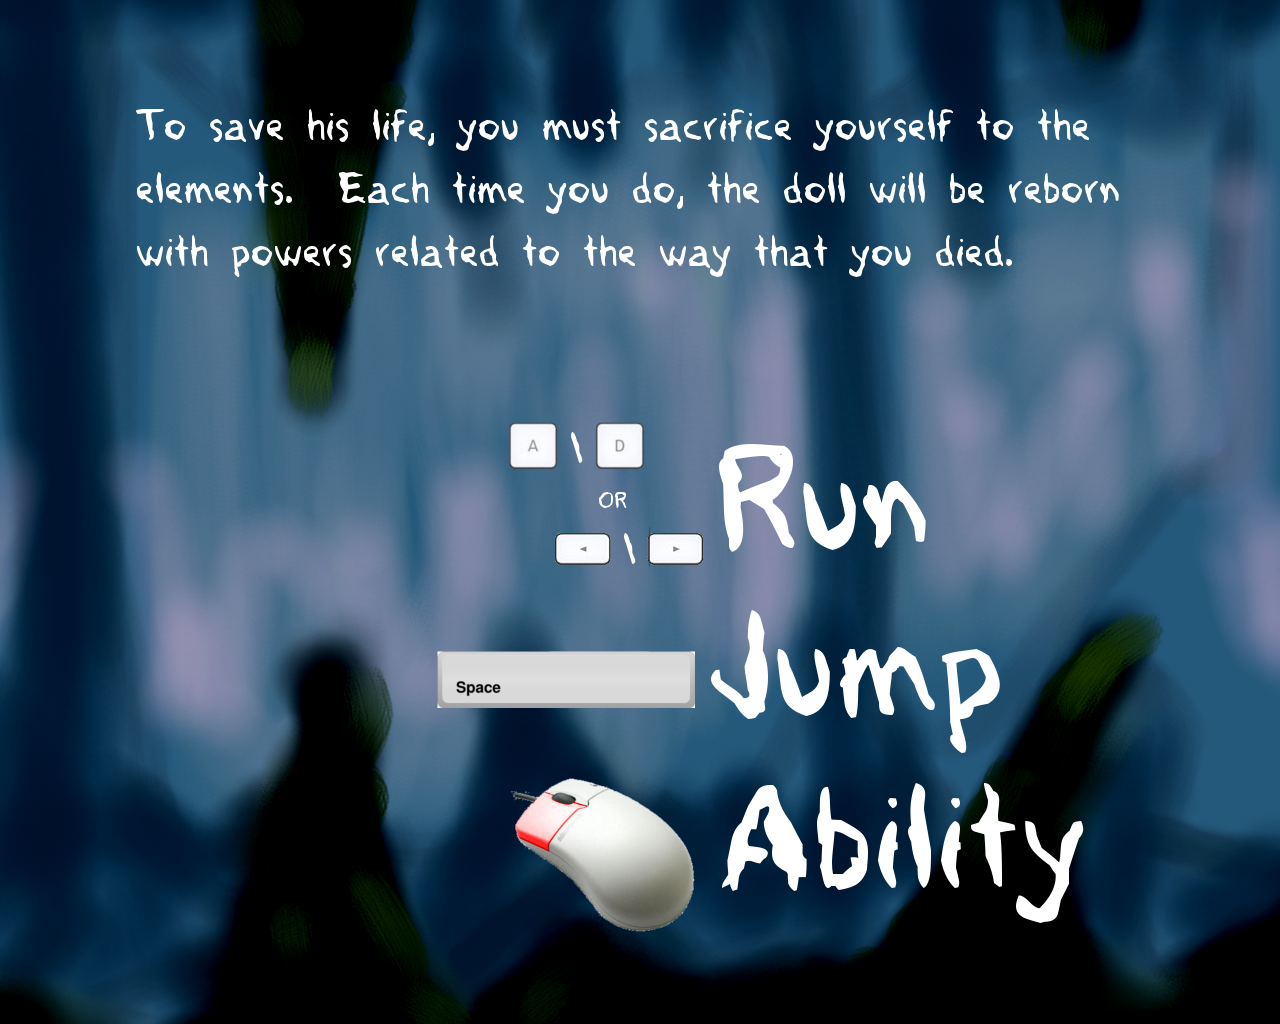 To save his life, you must sacrifice yourself to the
elements. Each time you do, the doll will be reborn
with powers related to the way that you died.
A \ D
OR
◄ \ ►
Run
Space
Jump
Ability